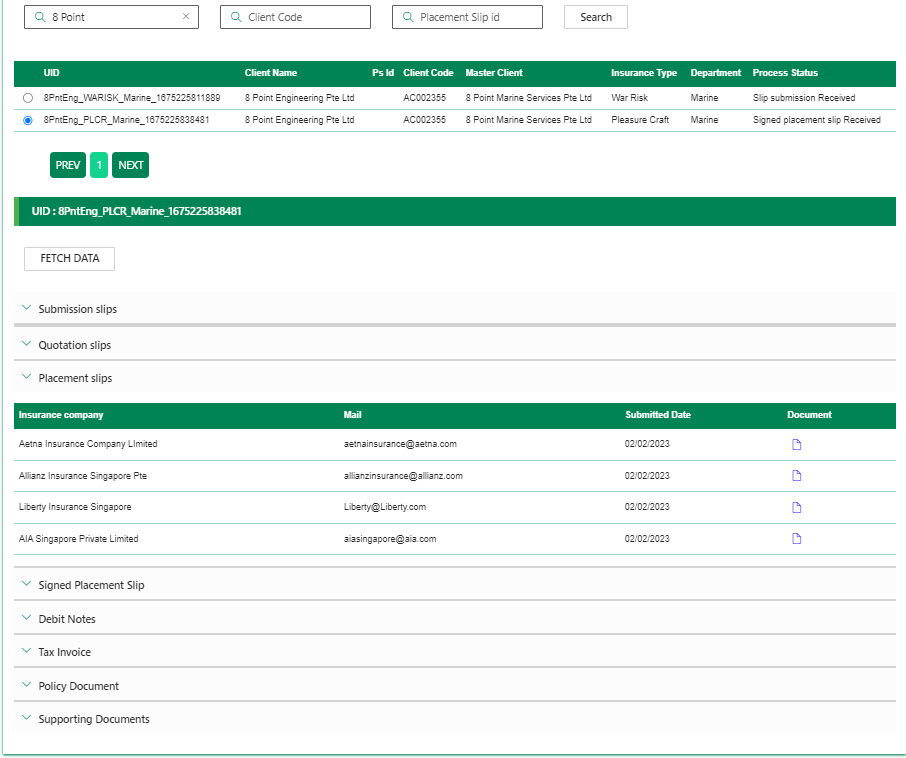 8 Point × Client Code Placement Slip id Search
UID Client Name Ps Id Client Code Master Client Insurance Type Department Process Status
8PntEng_WARISK_Marine_1675225811889 8 Point Engineering Pte Ltd AC002355 8 Point Marine Services Pte Ltd War Risk Marine Slip submission Received
8PntEng_PLCR_Marine_1675225838481 8 Point Engineering Pte Ltd AC002355 8 Point Marine Services Pte Ltd Pleasure Craft Marine Signed placement slip Received
PREV 1 NEXT
UID : 8PntEng_PLCR_Marine_1675225838481
FETCH DATA
Submission slips
Quotation slips
Placement slips
Insurance company Mail Submitted Date Document
Aetna Insurance Company LImited aetnainsurance@aetna.com 02/02/2023
Allianz Insurance Singapore Pte allianzinsurance@allianz.com 02/02/2023
Liberty Insurance Singapore Liberty@Liberty.com 02/02/2023
AIA Singapore Private Limited aiasingapore@aia.com 02/02/2023
Signed Placement Slip
Debit Notes
Tax Invoice
Policy Document
Supporting Documents